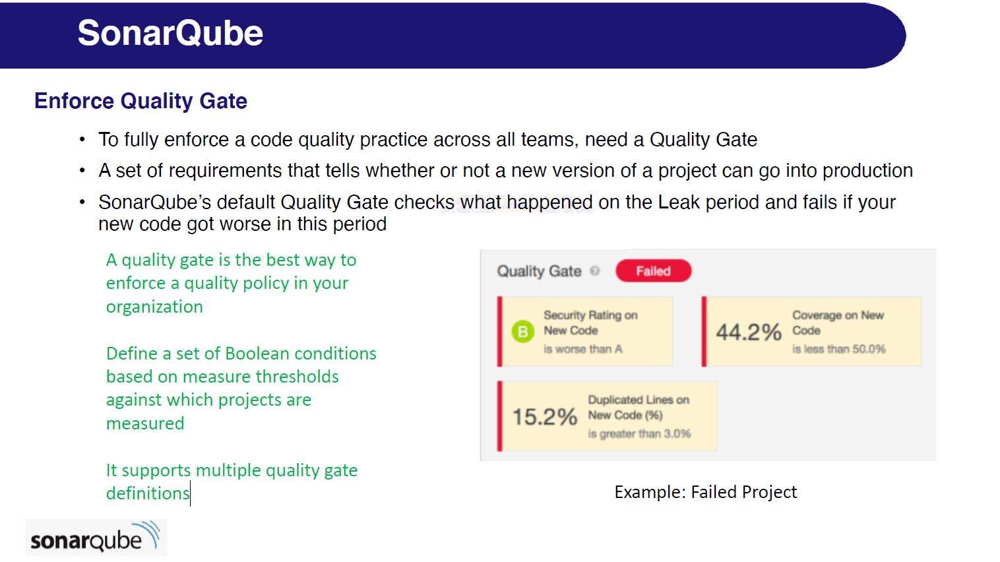 SonarQube
Enforce Quality Gate
• To fully enforce a code quality practice across all teams, need a Quality Gate
• A set of requirements that tells whether or not a new version of a project can go into production
• SonarQube’s default Quality Gate checks what happened on the Leak period and fails if your
new code got worse in this period
A quality gate is the best way to
enforce a quality policy in your
organization
Define a set of Boolean conditions
based on measure thresholds
against which projects are
measured
It supports multiple quality gate
definitions
Quality Gate ? Failed
B
Security Rating on
New Code
is worse than A
44.2%
Coverage on New
Code
is less than 50.0%
15.2%
Duplicated Lines on
New Code (%)
is greater than 3.0%
Example: Failed Project
sonarqube